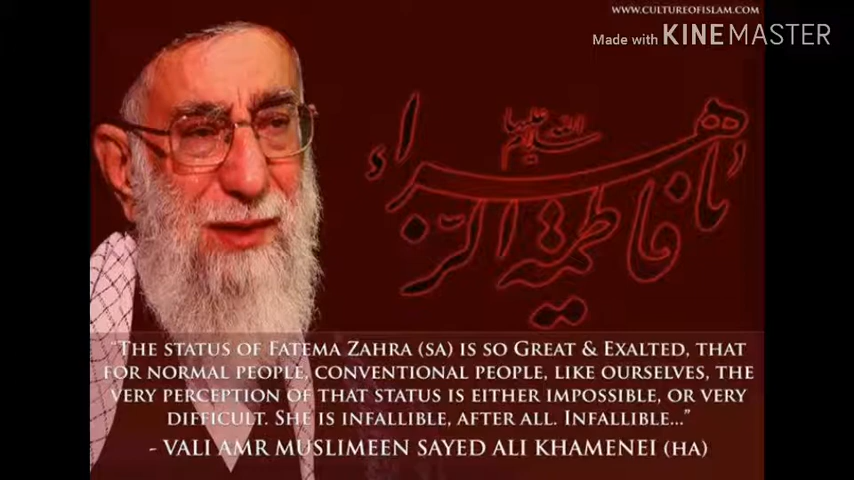 WWW.CULTUREOFISLAM.COM
Made with KINEMASTER
سلام الله علیها
یا فاطمة الزهراء
"THE STATUS OF FATEMA ZAHRA (SA) IS SO GREAT & EXALTED, THAT
FOR NORMAL PEOPLE, CONVENTIONAL PEOPLE, LIKE OURSELVES, THE
VERY PERCEPTION OF THAT STATUS IS EITHER IMPOSSIBLE, OR VERY
DIFFICULT. SHE IS INFALLIBLE, AFTER ALL. INFALLIBLE..."
- VALI AMR MUSLIMEEN SAYED ALI KHAMENEI (HA)